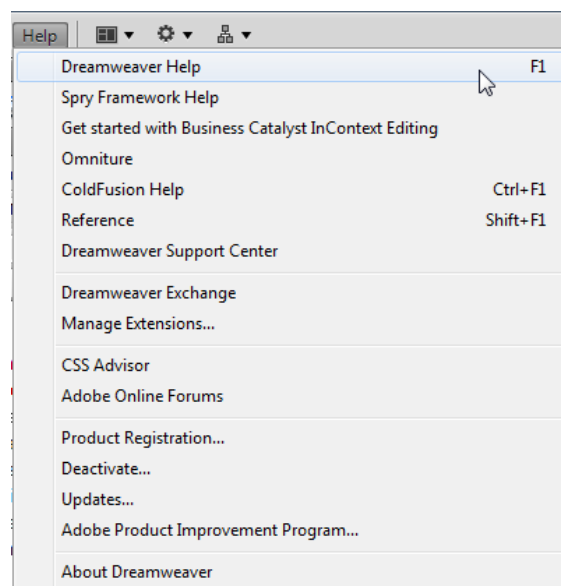 Help
Dreamweaver Help F1
Spry Framework Help
Get started with Business Catalyst InContext Editing
Omniture
ColdFusion Help Ctrl+F1
Reference Shift+F1
Dreamweaver Support Center
Dreamweaver Exchange
Manage Extensions...
CSS Advisor
Adobe Online Forums
Product Registration...
Deactivate...
Updates...
Adobe Product Improvement Program...
About Dreamweaver